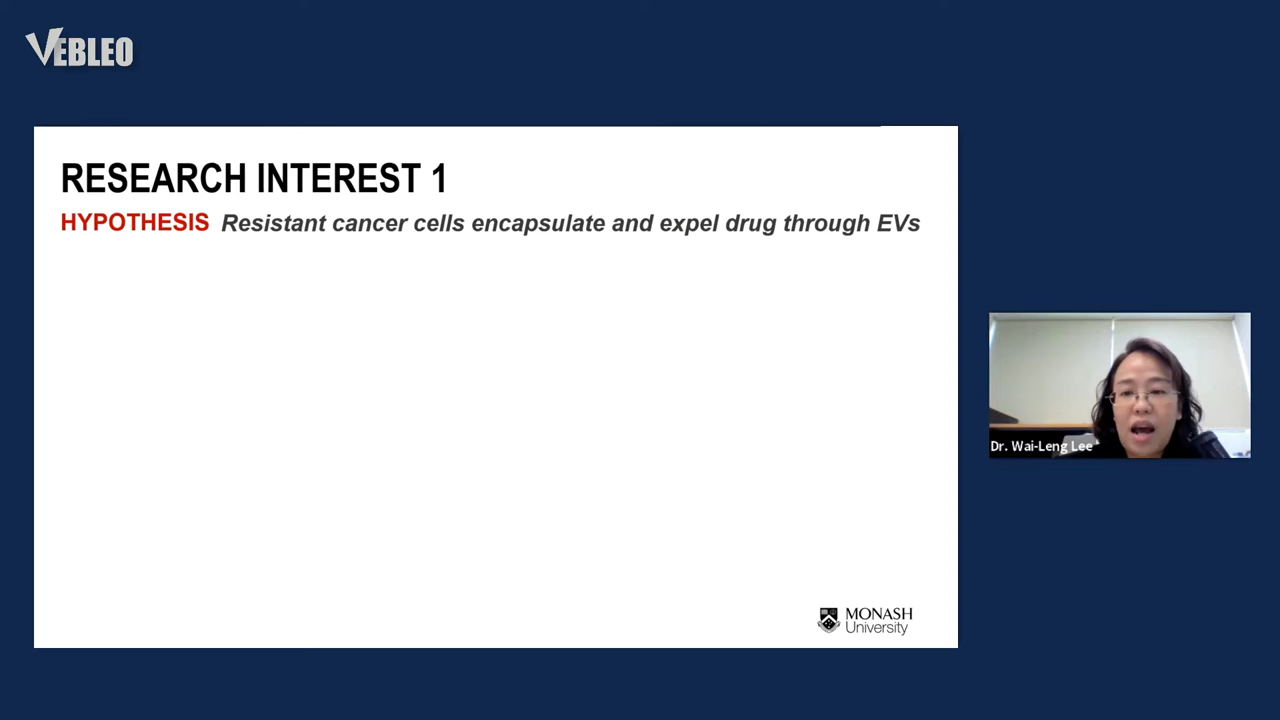 VEBLEO
RESEARCH INTEREST 1
HYPOTHESIS Resistant cancer cells encapsulate and expel drug through EVs
Dr. Wai-Leng Lee
MONASH
University